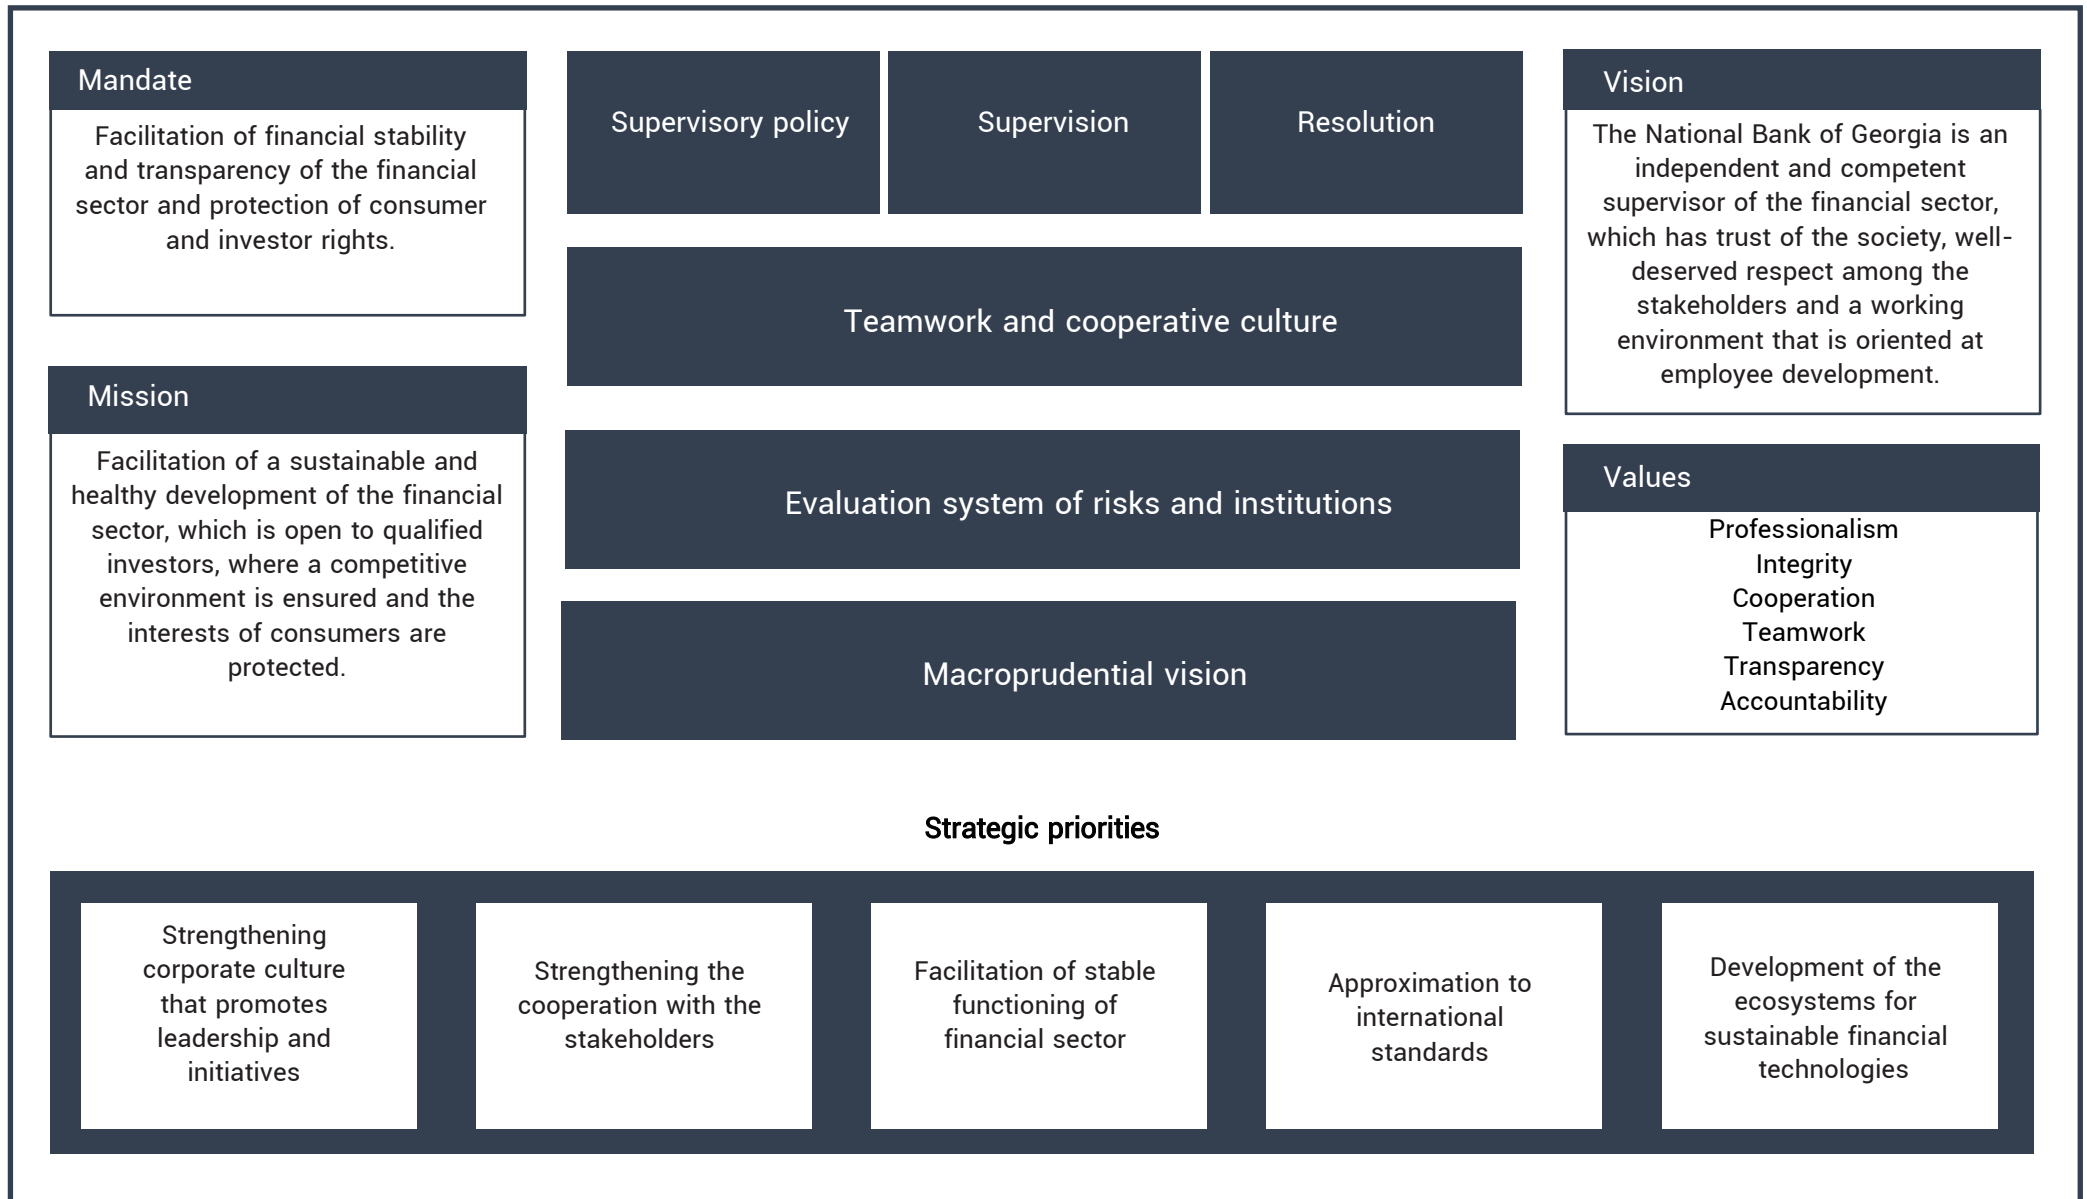 Mandate
Facilitation of financial stability
and transparency of the financial
sector and protection of consumer
and investor rights.
Mission
Facilitation of a sustainable and
healthy development of the financial
sector, which is open to qualified
investors, where a competitive
environment is ensured and the
interests of consumers are
protected.
Supervisory policy
Supervision
Resolution
Teamwork and cooperative culture
Evaluation system of risks and institutions
Macroprudential vision
Vision
The National Bank of Georgia is an
independent and competent
supervisor of the financial sector,
which has trust of the society, well-
deserved respect among the
stakeholders and a working
environment that is oriented at
employee development.
Values
Professionalism
Integrity
Cooperation
Teamwork
Transparency
Accountability
Strategic priorities
Strengthening
corporate culture
that promotes
leadership and
initiatives
Strengthening the
cooperation with the
stakeholders
Facilitation of stable
functioning of
financial sector
Approximation to
international
standards
Development of the
ecosystems for
sustainable financial
technologies